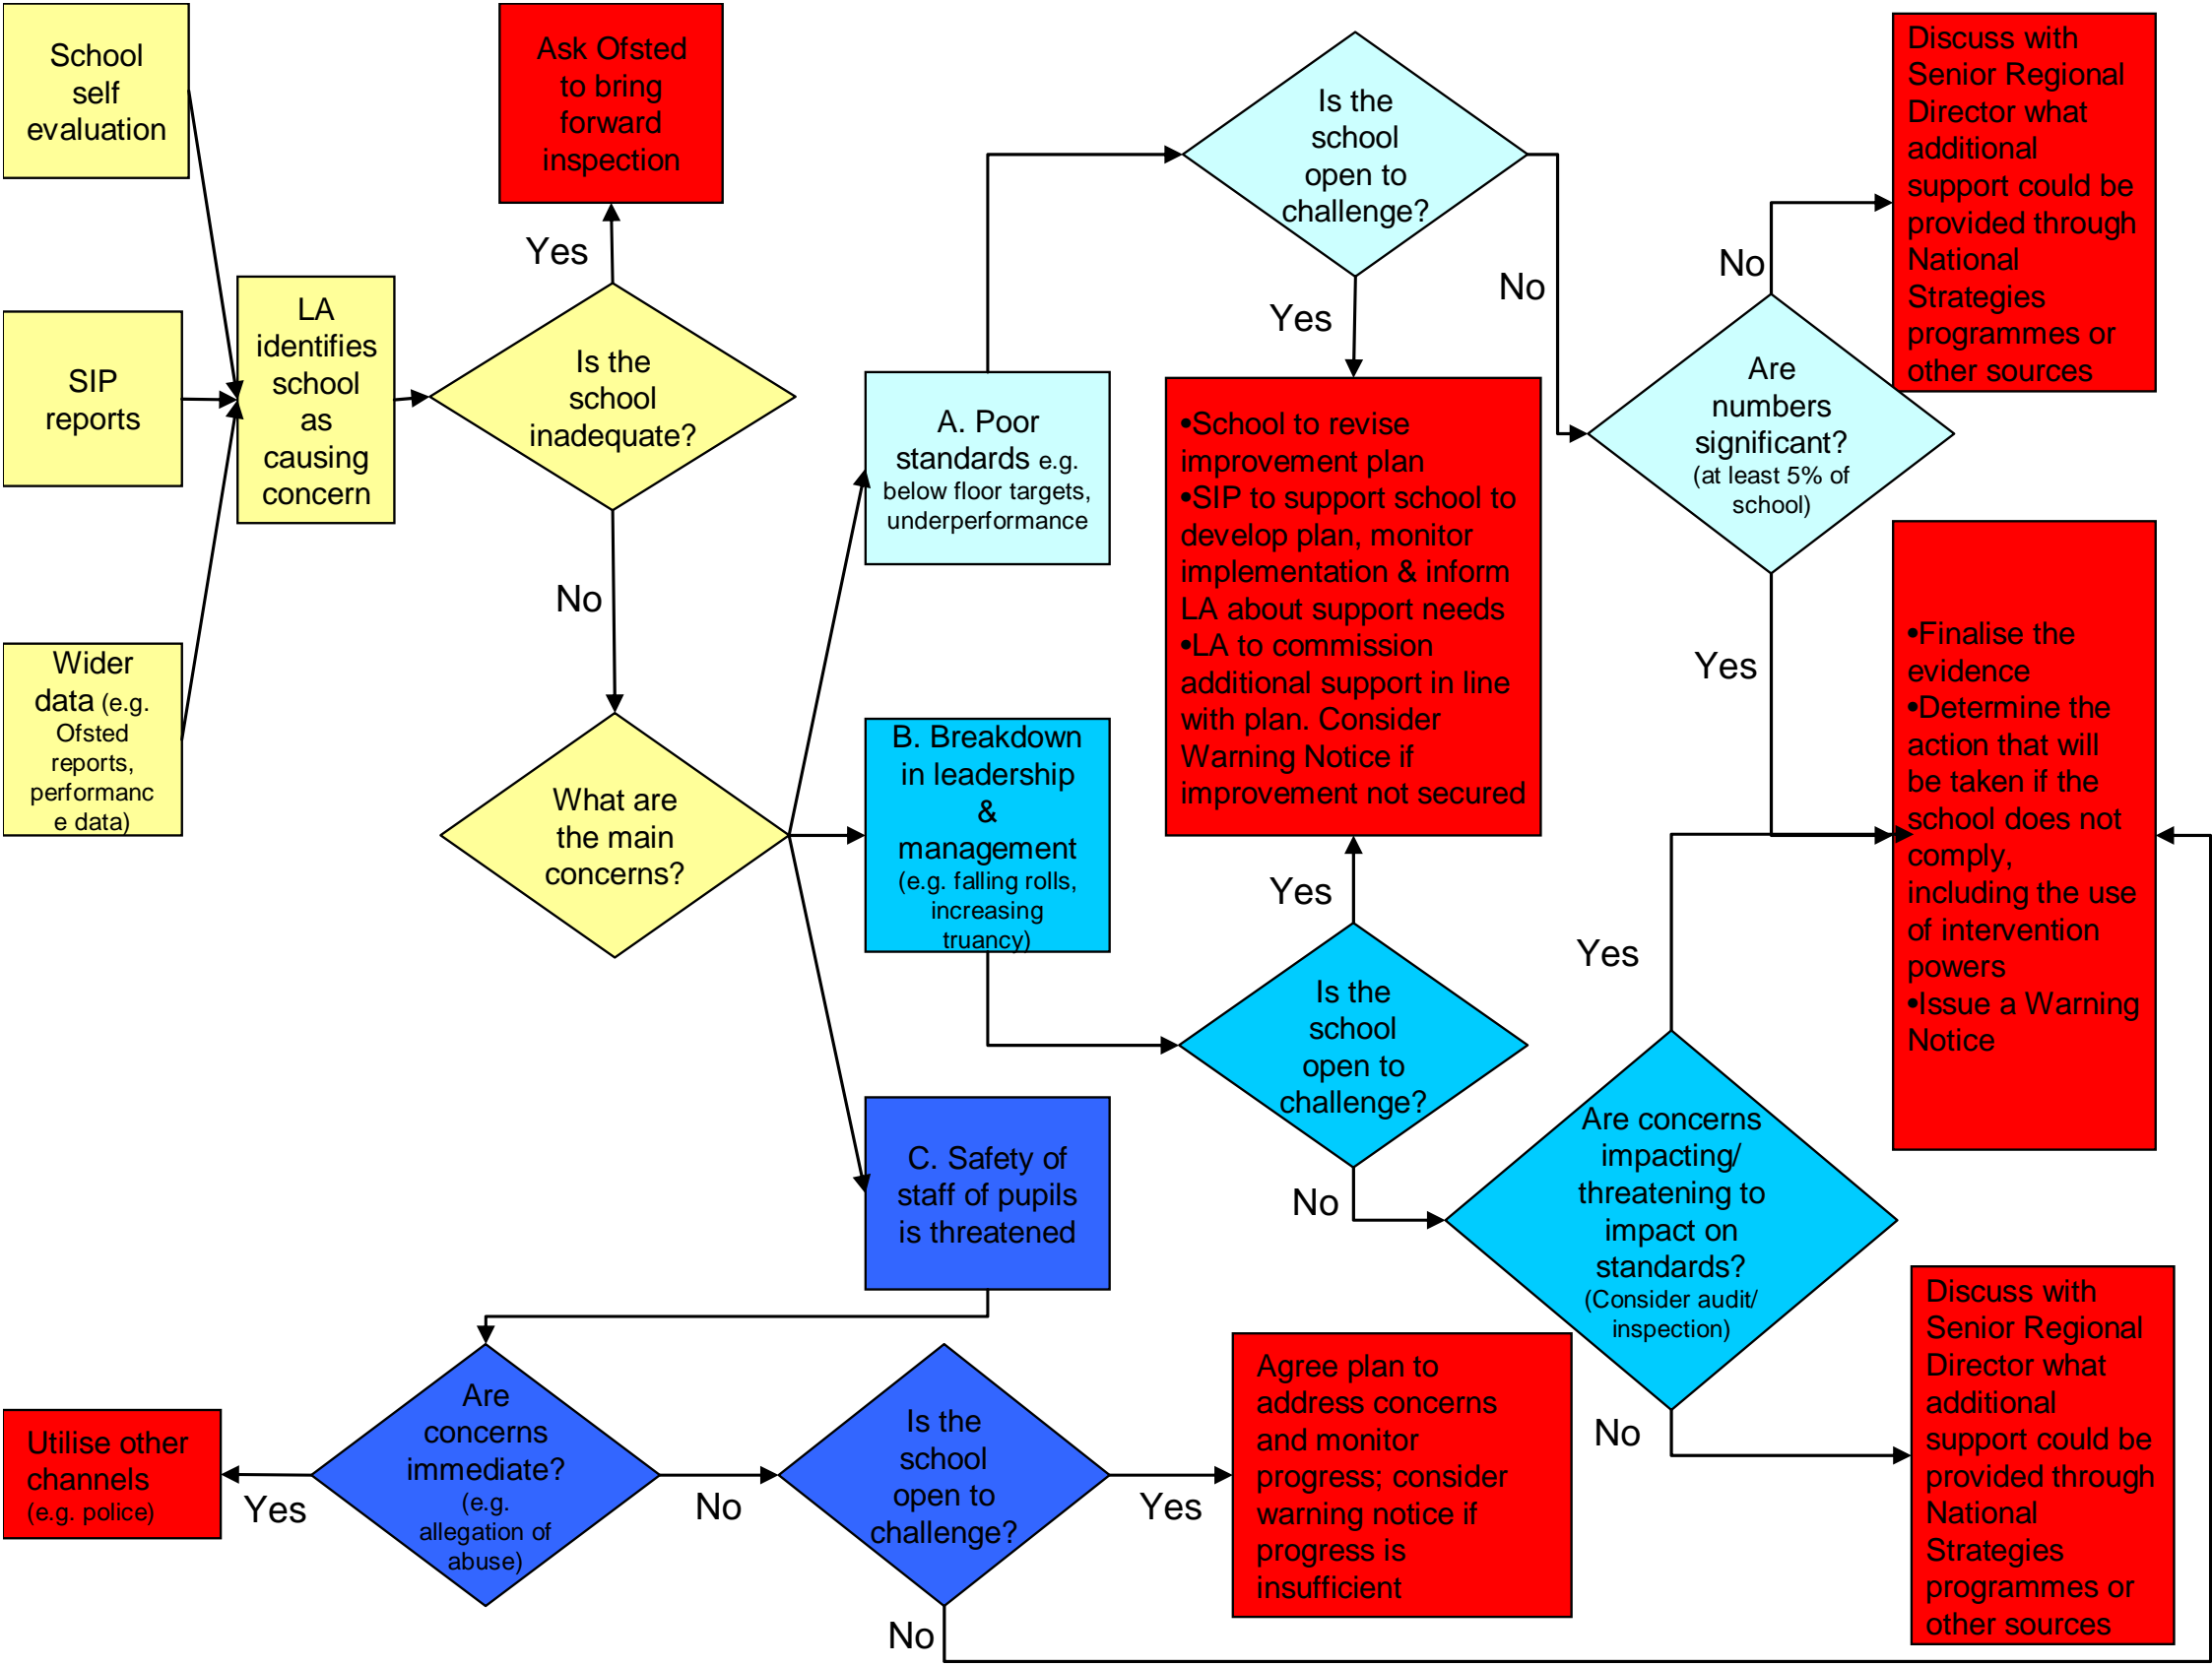 School
self
evaluation
SIP
reports
Wider
data (e.g.
Ofsted
reports,
performanc
e data)
LA
identifies
school
as
causing
concern
Ask Ofsted
to bring
forward
inspection
Yes
Is the
school
inadequate?
No
What are
the main
concerns?
A. Poor
standards e.g.
below floor targets,
underperformance
B. Breakdown
in leadership
&
management
(e.g. falling rolls,
increasing
truancy)
C. Safety of
staff of pupils
is threatened
Is the
school
open to
challenge?
Yes
No
•School to revise
improvement plan
•SIP to support school to
develop plan, monitor
implementation & inform
LA about support needs
•LA to commission
additional support in line
with plan. Consider
Warning Notice if
improvement not secured
Yes
Is the
school
open to
challenge?
No
Are
numbers
significant?
(at least 5% of
school)
No
Yes
Discuss with
Senior Regional
Director what
additional
support could be
provided through
National
Strategies
programmes or
other sources
•Finalise the
evidence
•Determine the
action that will
be taken if the
school does not
comply,
including the use
of intervention
powers
•Issue a Warning
Notice
Yes
Are concerns
impacting/
threatening to
impact on
standards?
(Consider audit/
inspection)
No
Discuss with
Senior Regional
Director what
additional
support could be
provided through
National
Strategies
programmes or
other sources
Utilise other
channels
(e.g. police)
Yes
Are
concerns
immediate?
(e.g.
allegation of
abuse)
No
Is the
school
open to
challenge?
Yes
No
Agree plan to
address concerns
and monitor
progress; consider
warning notice if
progress is
insufficient